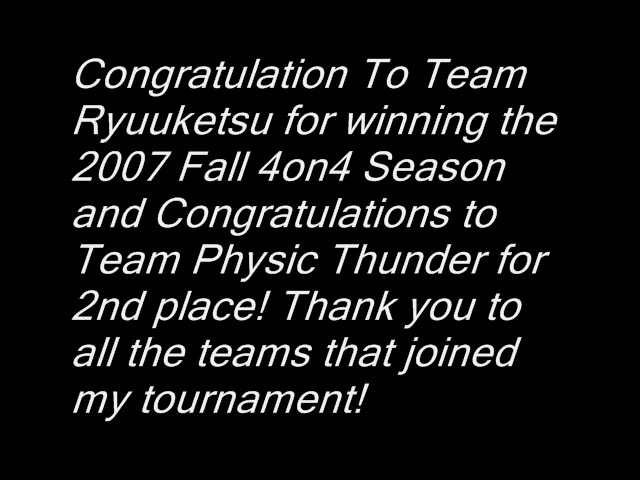 Congratulation To Team
Ryuuketsu for winning the
2007 Fall 4on4 Season
and Congratulations to
Team Physic Thunder for
2nd place! Thank you to
all the teams that joined
my tournament!